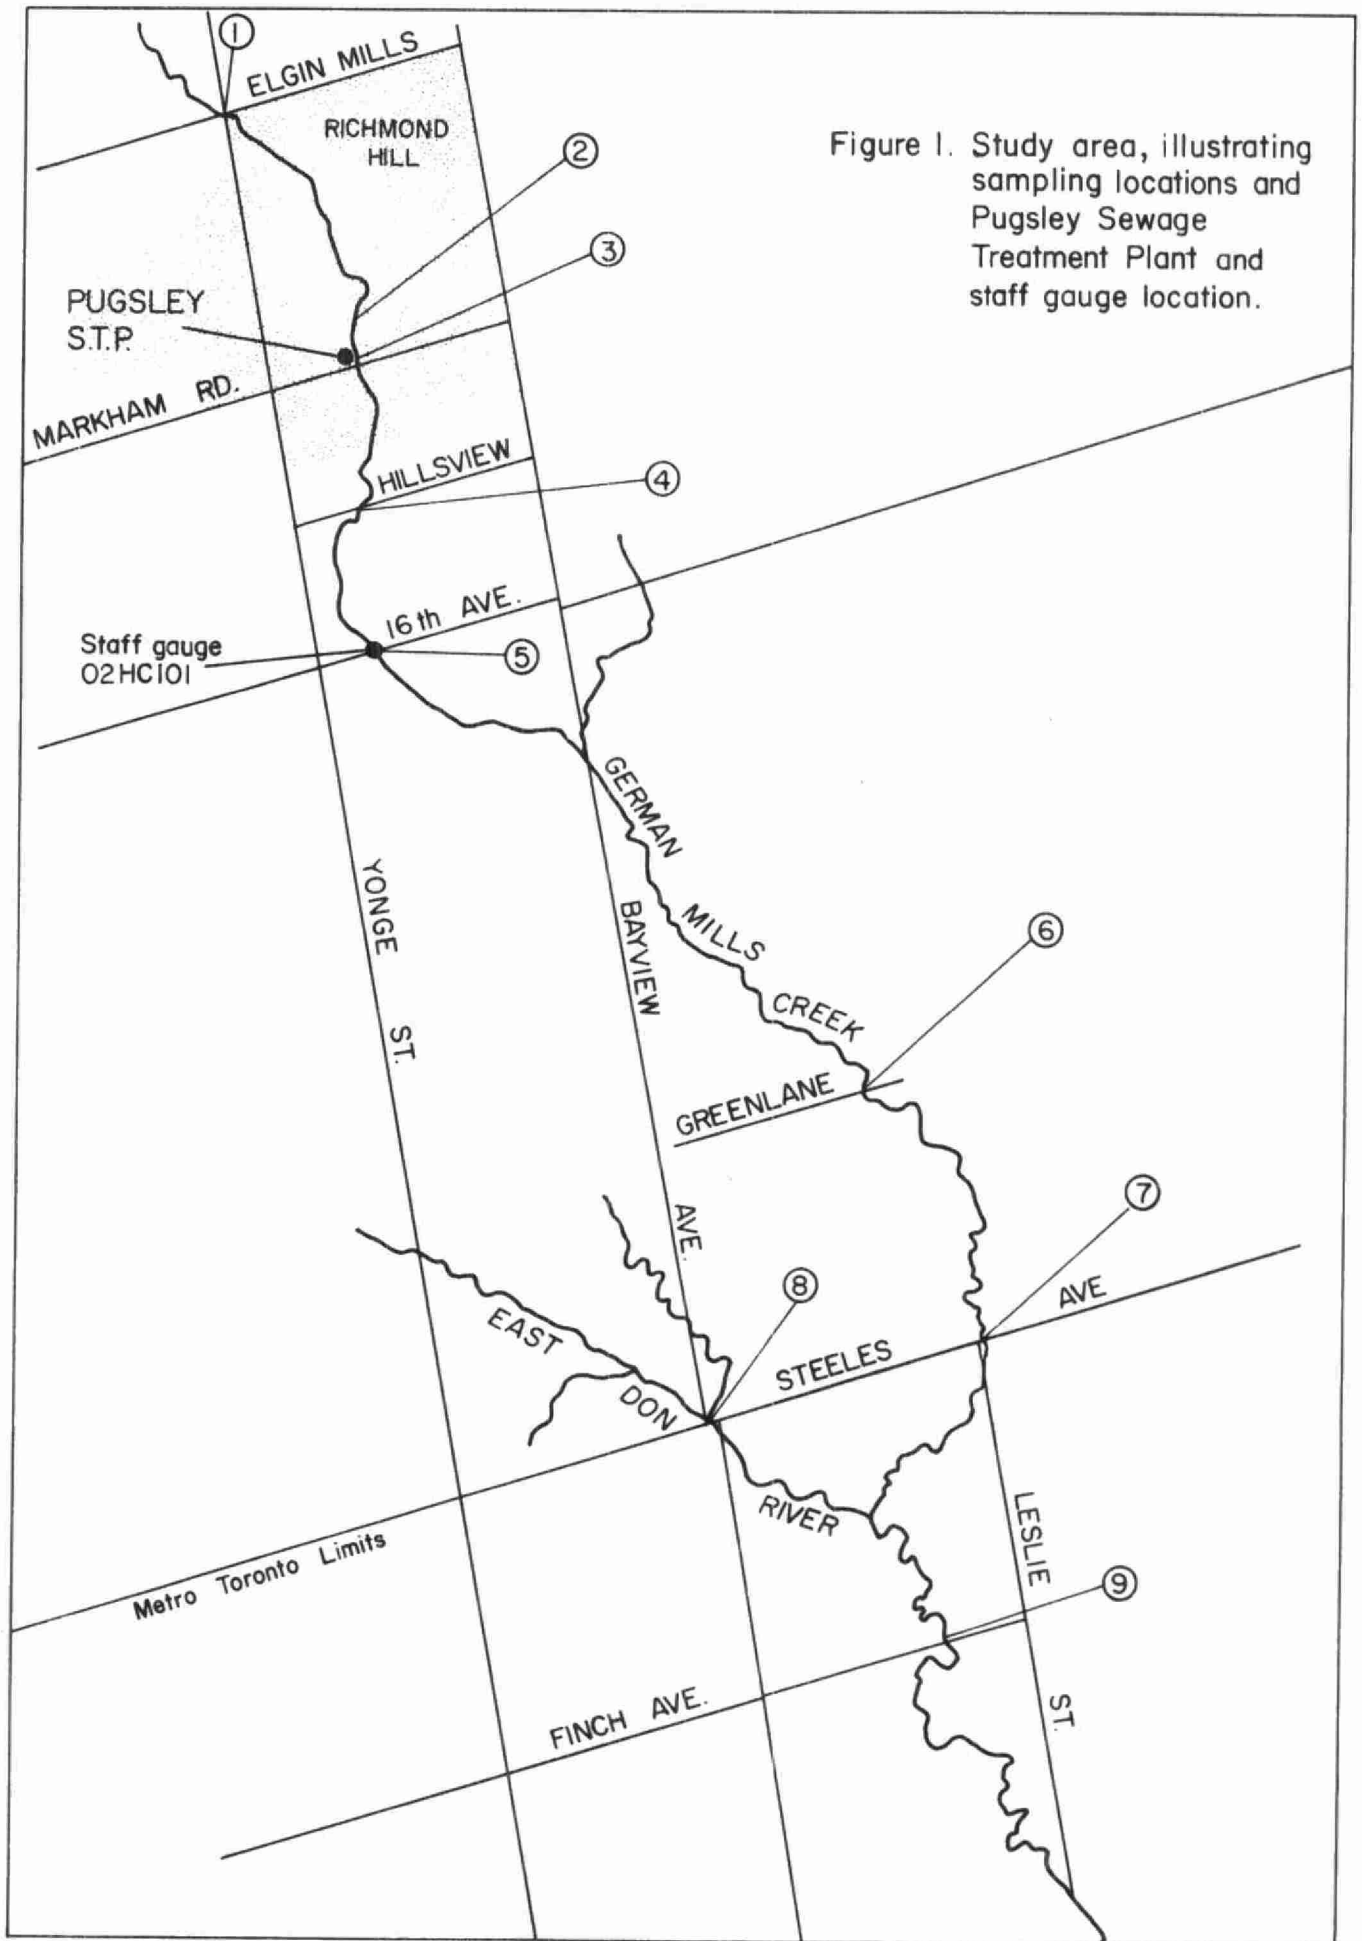 1
ELGIN MILLS
RICHMOND
HILL
2
Figure 1. Study area, illustrating
sampling locations and
Pugsley Sewage
Treatment Plant and
staff gauge location.
3
PUGSLEY
S.T.P.
MARKHAM RD.
HILLSVIEW
4
16th AVE.
Staff gauge
02HC101
5
GERMAN
MILLS
CREEK
YONGE
ST.
BAYVIEW
AVE.
6
GREENLANE
7
8
EAST
DON
RIVER
STEELES
AVE
LESLIE
ST.
Metro Toronto Limits
9
FINCH AVE.